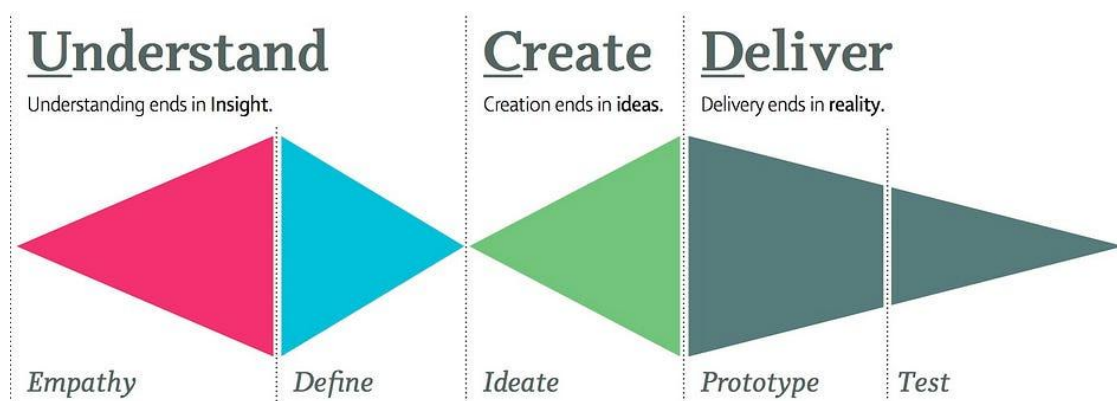 Understand
Understanding ends in Insight.
Create
Creation ends in ideas.
Deliver
Delivery ends in reality.
Empathy
Define
Ideate
Prototype
Test